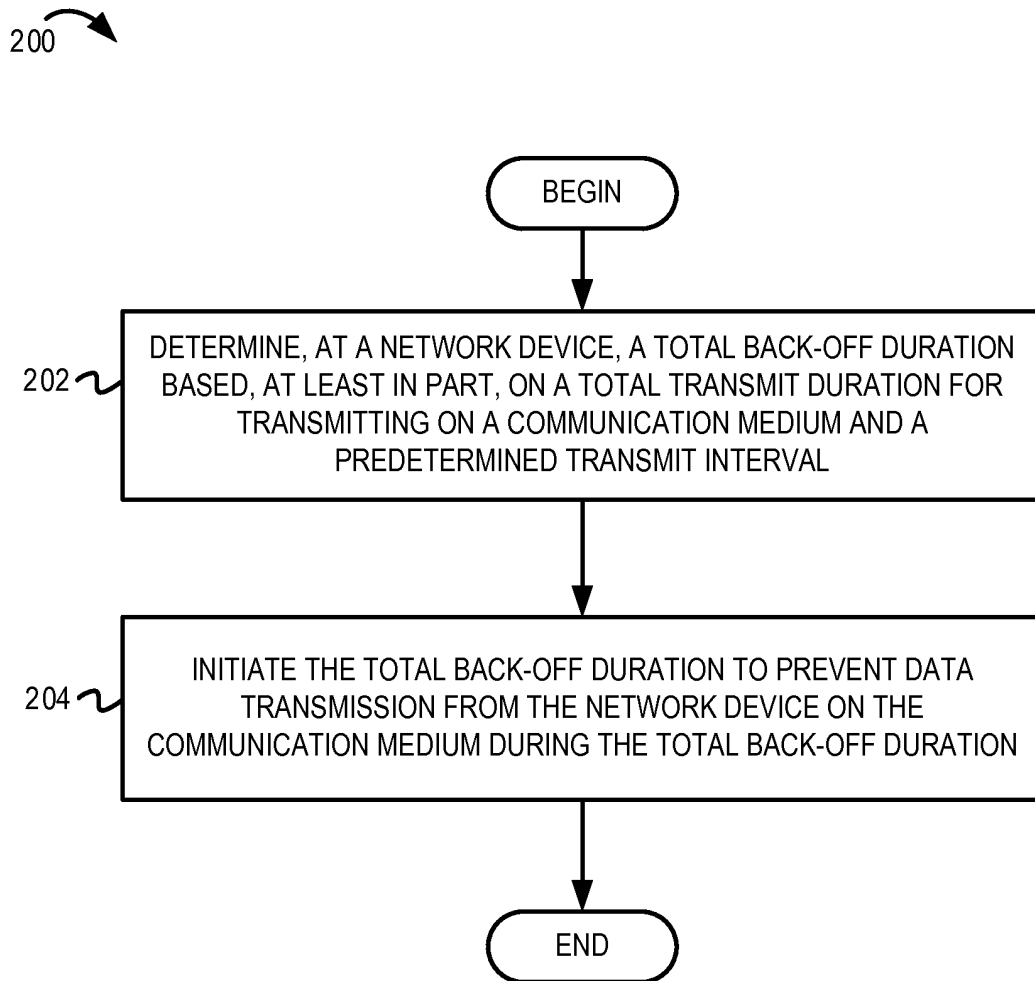 200
BEGIN
202
DETERMINE, AT A NETWORK DEVICE, A TOTAL BACK-OFF DURATION
BASED, AT LEAST IN PART, ON A TOTAL TRANSMIT DURATION FOR
TRANSMITTING ON A COMMUNICATION MEDIUM AND A
PREDETERMINED TRANSMIT INTERVAL
204
INITIATE THE TOTAL BACK-OFF DURATION TO PREVENT DATA
TRANSMISSION FROM THE NETWORK DEVICE ON THE
COMMUNICATION MEDIUM DURING THE TOTAL BACK-OFF DURATION
END